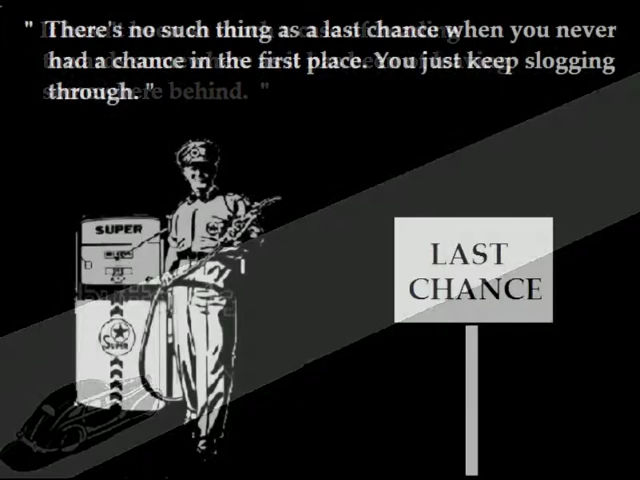 " There's no such thing as a last chance when you never
had a chance in the first place. You just keep slogging
through. "
behind. "
SUPER
SUPER
LAST
CHANCE